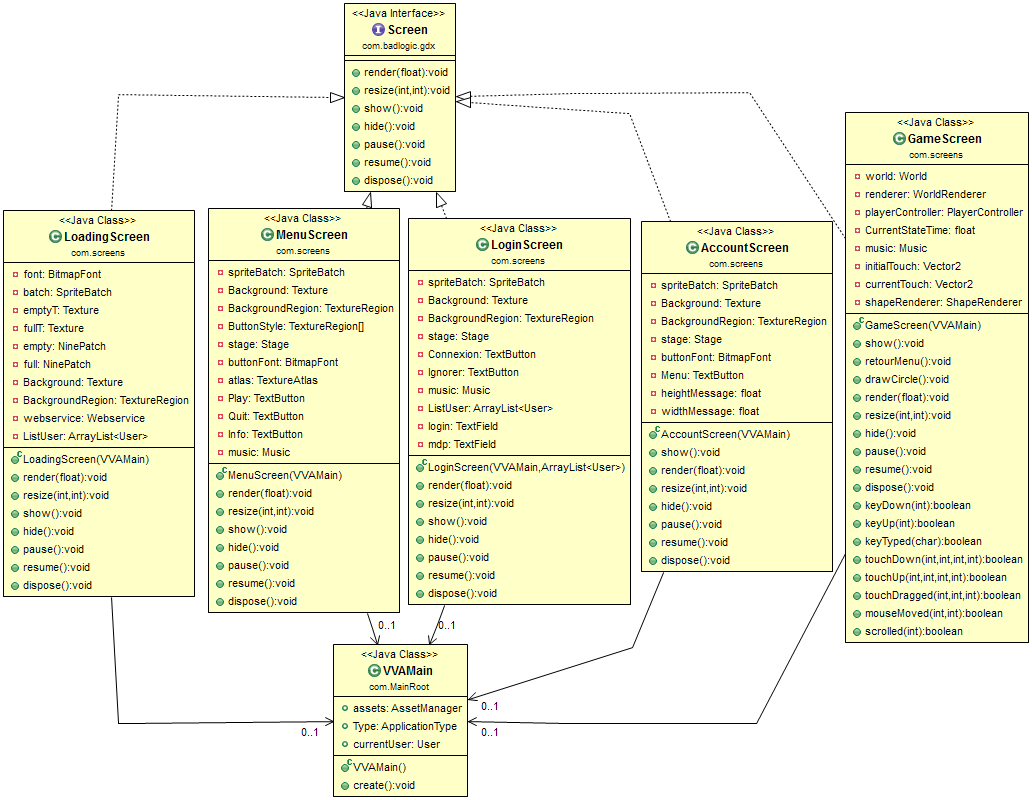 <<Java Interface>>
Screen
com.badlogic.gdx
render(float):void
resize(int,int):void
show():void
hide():void
pause():void
resume():void
dispose():void
<<Java Class>>
LoadingScreen
com.screens
font: BitmapFont
batch: SpriteBatch
emptyT: Texture
fullT: Texture
empty: NinePatch
full: NinePatch
Background: Texture
BackgroundRegion: TextureRegion
webservice: Webservice
ListUser: ArrayList<User>
LoadingScreen(VVAMain)
render(float):void
resize(int,int):void
show():void
hide():void
pause():void
resume():void
dispose():void
<<Java Class>>
MenuScreen
com.screens
spriteBatch: SpriteBatch
Background: Texture
BackgroundRegion: TextureRegion
ButtonStyle: TextureRegion[]
stage: Stage
buttonFont: BitmapFont
atlas: TextureAtlas
Play: TextButton
Quit: TextButton
Info: TextButton
music: Music
MenuScreen(VVAMain)
render(float):void
resize(int,int):void
show():void
hide():void
pause():void
resume():void
dispose():void
<<Java Class>>
LoginScreen
com.screens
spriteBatch: SpriteBatch
Background: Texture
BackgroundRegion: TextureRegion
stage: Stage
Connexion: TextButton
Ignorer: TextButton
music: Music
ListUser: ArrayList<User>
login: TextField
mdp: TextField
LoginScreen(VVAMain,ArrayList<User>)
render(float):void
resize(int,int):void
show():void
hide():void
pause():void
resume():void
dispose():void
<<Java Class>>
AccountScreen
com.screens
spriteBatch: SpriteBatch
Background: Texture
BackgroundRegion: TextureRegion
stage: Stage
buttonFont: BitmapFont
Menu: TextButton
heightMessage: float
widthMessage: float
AccountScreen(VVAMain)
show():void
render(float):void
resize(int,int):void
hide():void
pause():void
resume():void
dispose():void
<<Java Class>>
GameScreen
com.screens
world: World
renderer: WorldRenderer
playerController: PlayerController
CurrentStateTime: float
music: Music
initialTouch: Vector2
currentTouch: Vector2
shapeRenderer: ShapeRenderer
GameScreen(VVAMain)
show():void
retourMenu():void
drawCircle():void
render(float):void
resize(int,int):void
hide():void
pause():void
resume():void
dispose():void
keyDown(int):boolean
keyUp(int):boolean
keyTyped(char):boolean
touchDown(int,int,int,int):boolean
touchUp(int,int,int,int):boolean
touchDragged(int,int,int):boolean
mouseMoved(int,int):boolean
scrolled(int):boolean
0..1
0..1
0..1
0..1
0..1
<<Java Class>>
VVAMain
com.MainRoot
assets: AssetManager
Type: ApplicationType
currentUser: User
VVAMain()
create():void